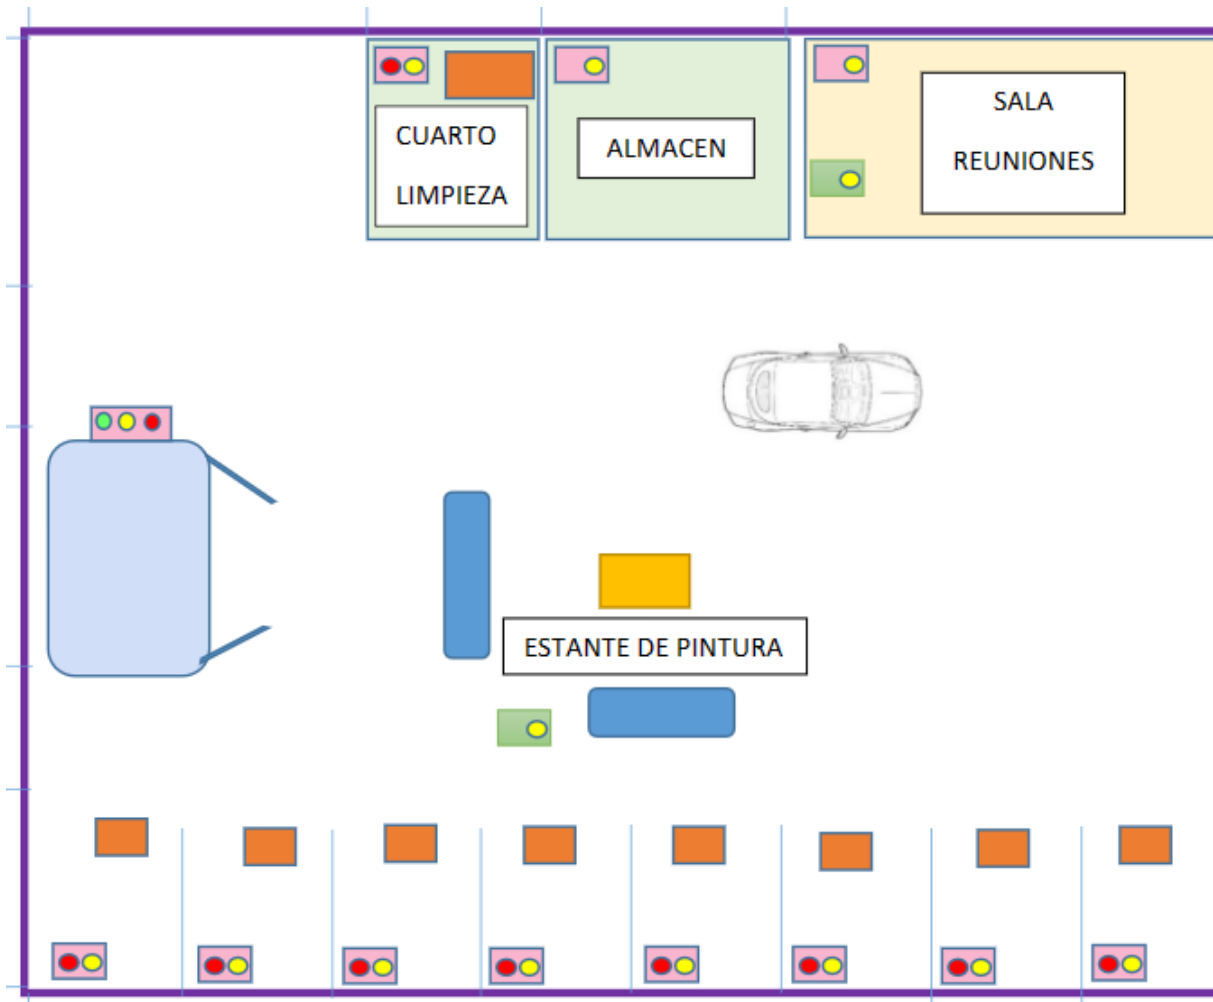 CUARTO
LIMPIEZA
ALMACEN
SALA
REUNIONES
ESTANTE DE PINTURA